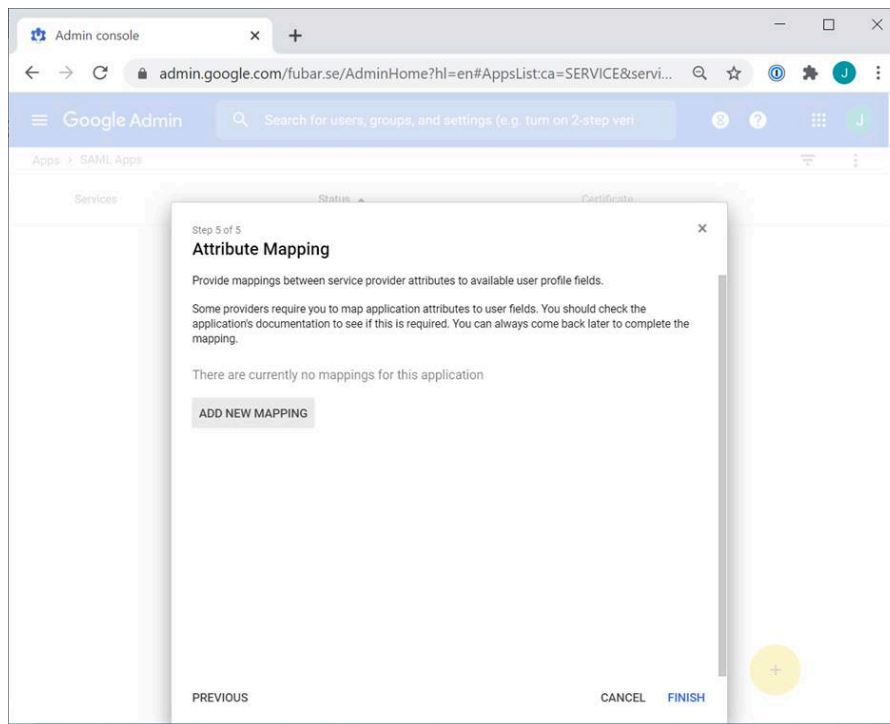 Admin console
admin.google.com/fubar.se/AdminHome?hl=en#AppsList:ca=SERVICE&servi...
J
Google Admin
Search for users, groups, and settings (e.g. turn on 2-step veri
8
?
J
Apps > SAML Apps
Services Status Certificate
Step 5 of 5
Attribute Mapping
Provide mappings between service provider attributes to available user profile fields.
Some providers require you to map application attributes to user fields. You should check the
application's documentation to see if this is required. You can always come back later to complete the
mapping.
There are currently no mappings for this application
ADD NEW MAPPING
PREVIOUS CANCEL FINISH